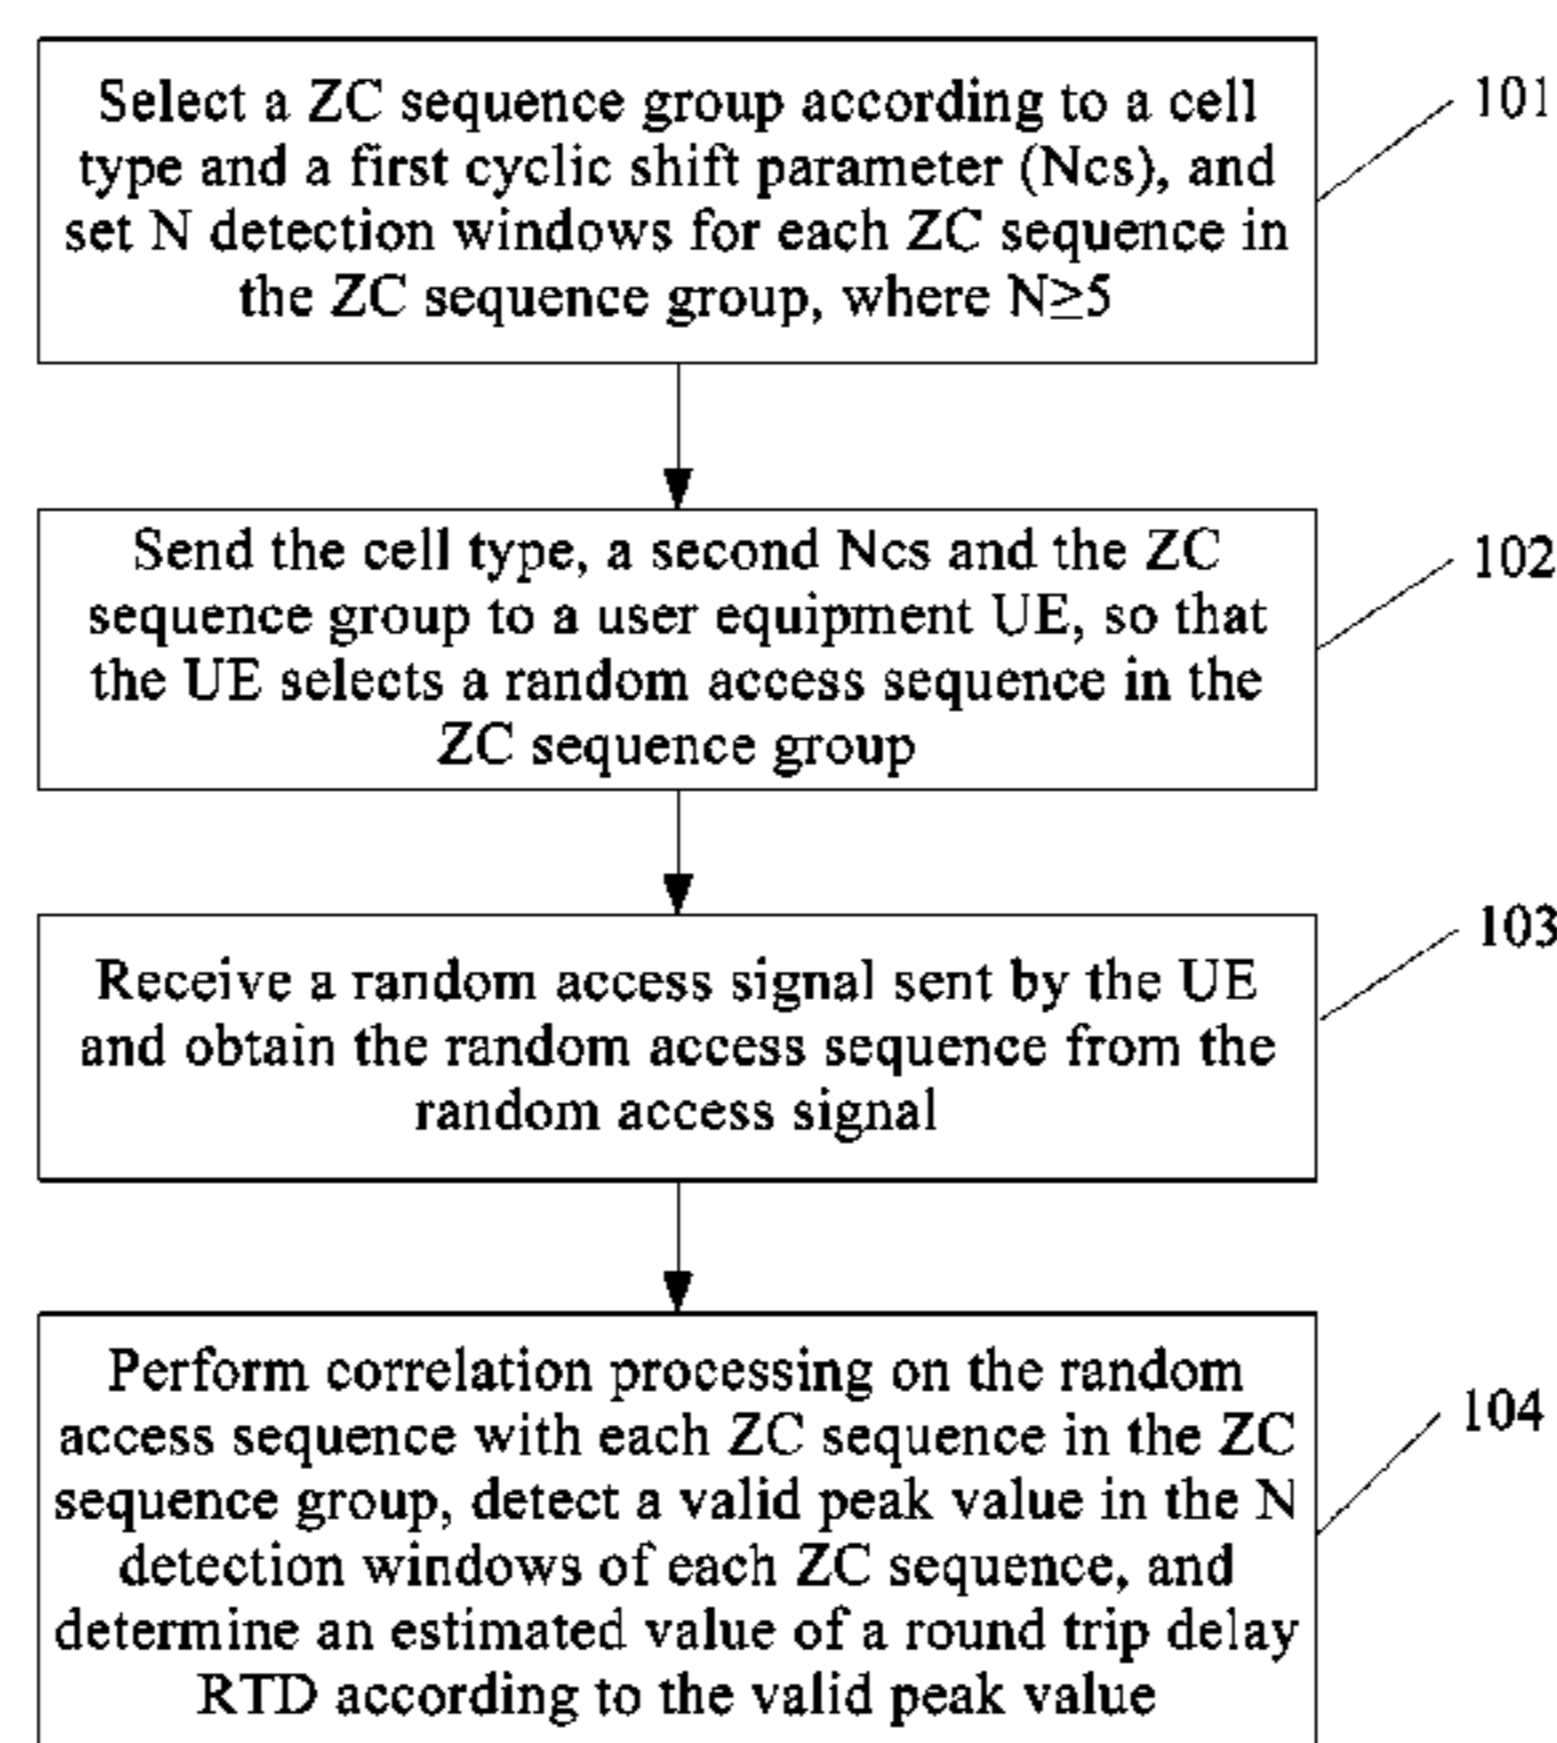 Select a ZC sequence group according to a cell
type and a first cyclic shift parameter (Ncs), and
set N detection windows for each ZC sequence in
the ZC sequence group, where N≥5
101
Send the cell type, a second Ncs and the ZC
sequence group to a user equipment UE, so that
the UE selects a random access sequence in the
ZC sequence group
102
Receive a random access signal sent by the UE
and obtain the random access sequence from the
random access signal
103
Perform correlation processing on the random
access sequence with each ZC sequence in the ZC
sequence group, detect a valid peak value in the N
detection windows of each ZC sequence, and
determine an estimated value of a round trip delay
RTD according to the valid peak value
104